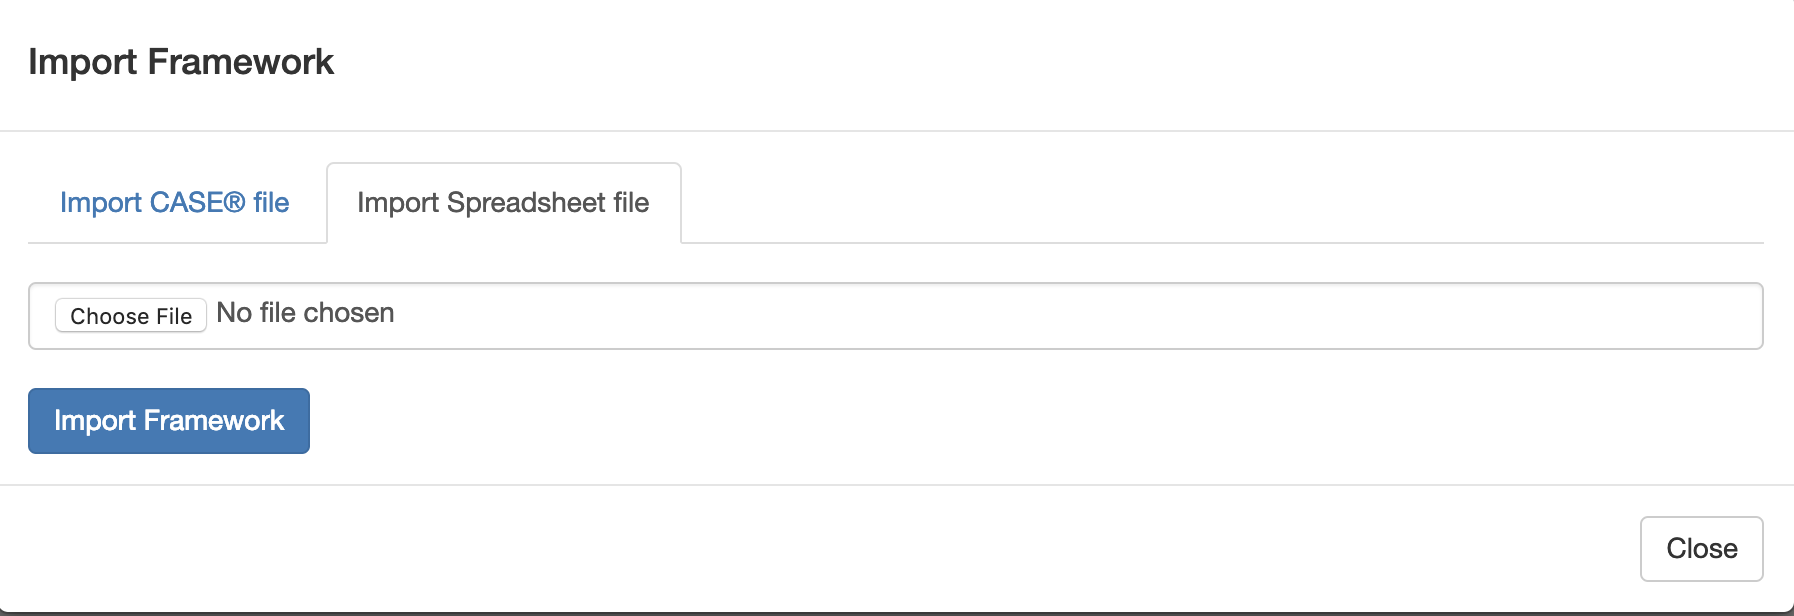 Import Framework
Import CASE® file
Import Spreadsheet file
Choose File No file chosen
Import Framework
Close